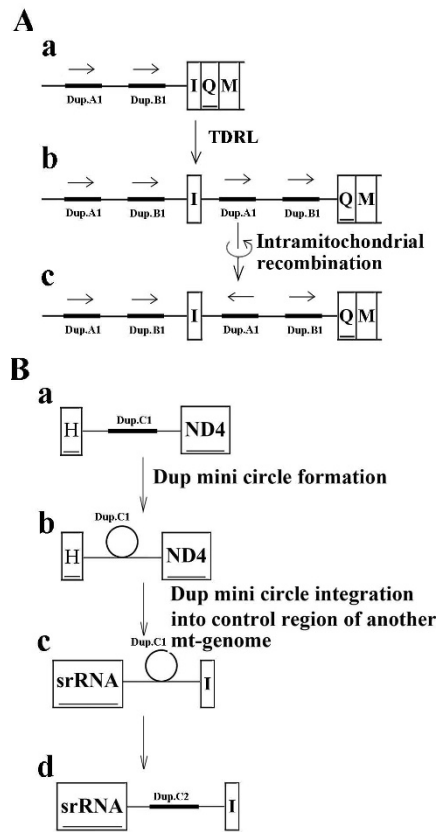 A
a
I Q M
Dup.A1 Dup.B1
TDRL
b
I Q M
Dup.A1 Dup.B1 Dup.A1 Dup.B1
Intramitochondrial
recombination
c
I Q M
Dup.A1 Dup.B1 Dup.A1 Dup.B1
B
a
Dup.C1
H ND4
Dup mini circle formation
b
Dup.C1
H ND4
Dup mini circle integration
into control region of another
mt-genome
c
Dup.C1
srRNA I
d
Dup.C2
srRNA I